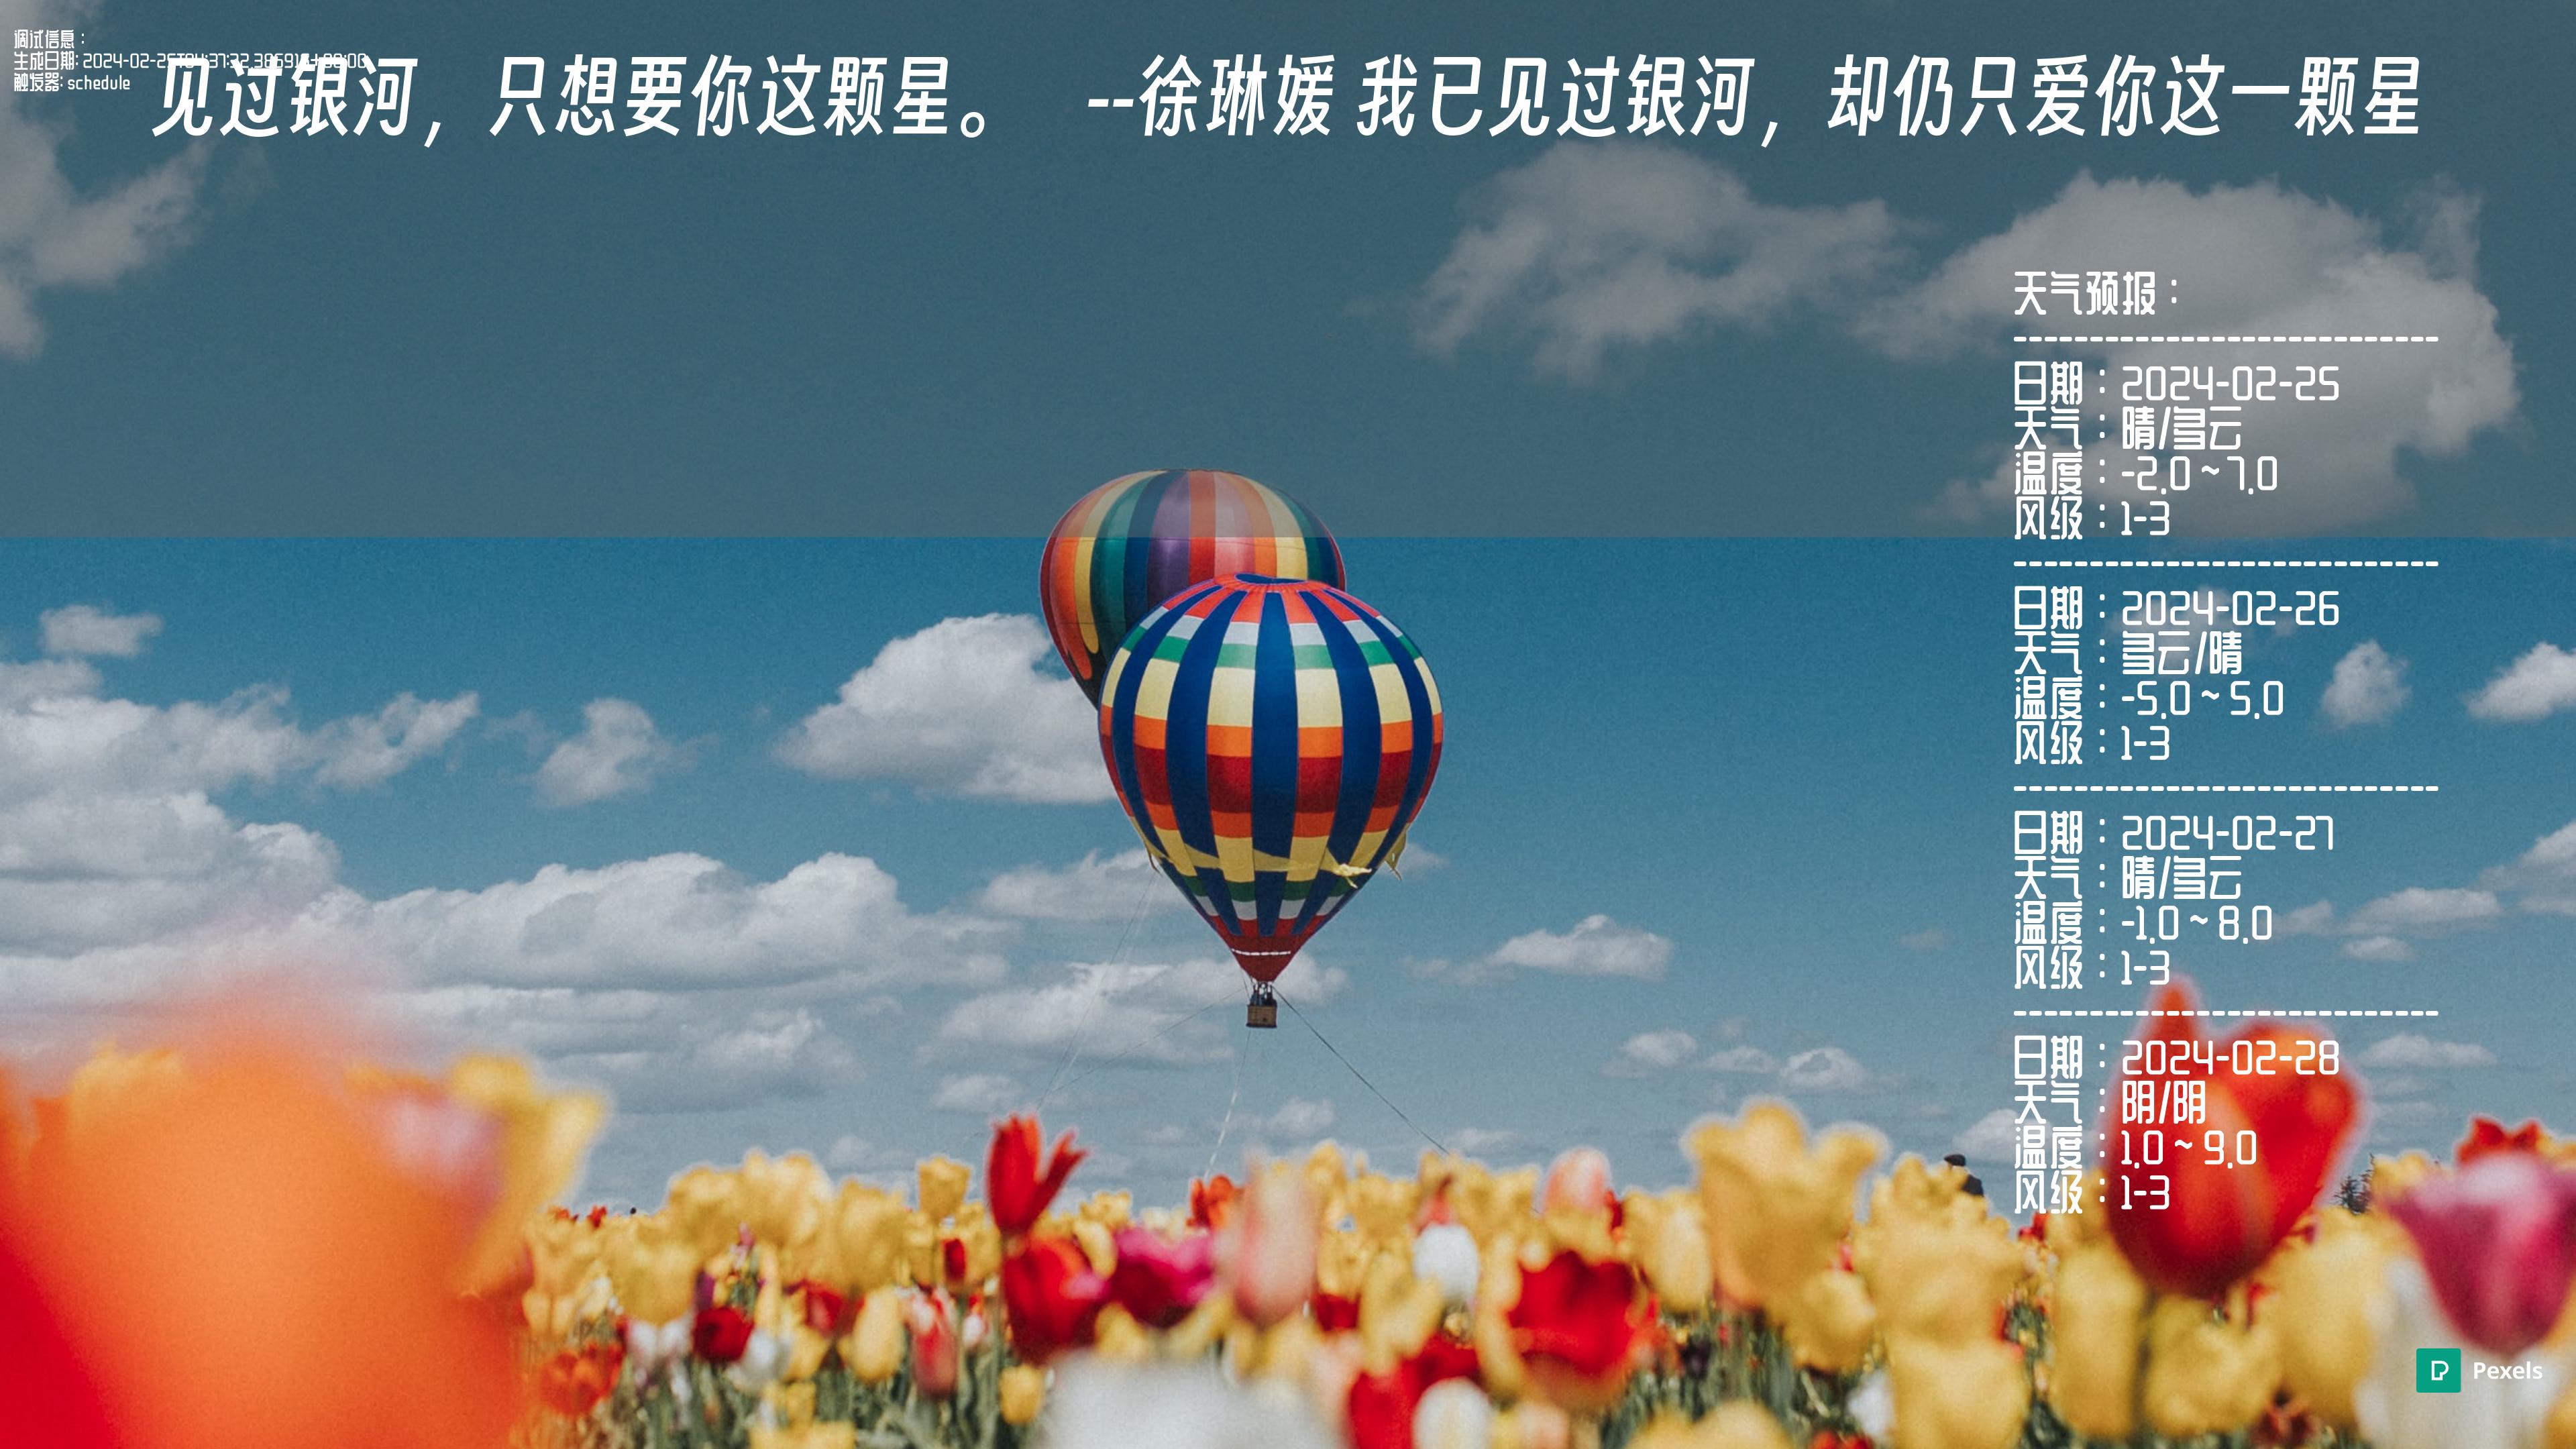 调试信息：
生成日期: 2024-02-25T04:37:22
触发器: schedule
见过银河，只想要你这颗星。 --徐琳媛 我已见过银河，却仍只爱你这一颗星
天气预报：
----------------------------
日期：2024-02-25
天气：晴/多云
温度：-2.0 ~ 7.0
风级：1-3
----------------------------
日期：2024-02-26
天气：多云/晴
温度：-5.0 ~ 5.0
风级：1-3
----------------------------
日期：2024-02-27
天气：晴/多云
温度：-1.0 ~ 8.0
风级：1-3
----------------------------
日期：2024-02-28
天气：阴/阴
温度：1.0 ~ 9.0
风级：1-3
Pexels